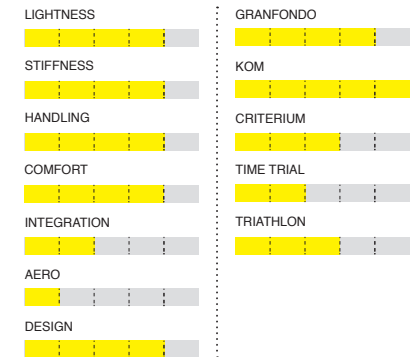 LIGHTNESS
STIFFNESS
HANDLING
COMFORT
INTEGRATION
AERO
DESIGN
GRANFONDO
KOM
CRITERIUM
TIME TRIAL
TRIATHLON